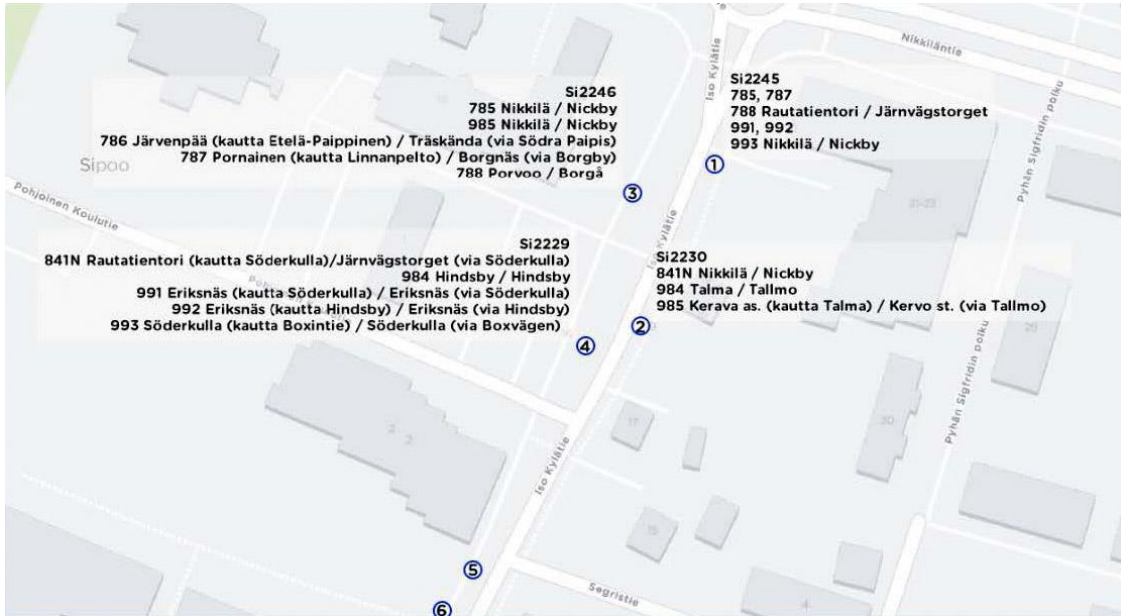 Iso Kylätie
Nikkiläntie
Si2246
785 Nikkilä / Nickby
985 Nikkilä / Nickby
786 Järvenpää (kautta Etelä-Paippinen) / Träskända (via Södra Paipis)
787 Pornainen (kautta Linnanpelto) / Borgnäs (via Borgby)
788 Porvoo / Borgå
Si2245
785, 787
788 Rautatientori / Järnvägstorget
991, 992
993 Nikkilä / Nickby
1
Sipoo
3
Pyhän Sigfridin polku
21-23
Pohjoinen Koulutie
Iso Kylätie
Si2229
841N Rautatientori (kautta Söderkulla)/Järnvägstorget (via Söderkulla)
984 Hindsby / Hindsby
991 Eriksnäs (kautta Söderkulla) / Eriksnäs (via Söderkulla)
992 Eriksnäs (kautta Hindsby) / Eriksnäs (via Hindsby)
993 Söderkulla (kautta Boxintie) / Söderkulla (via Boxvägen)
Si2230
841N Nikkilä / Nickby
984 Talma / Tallmo
985 Kerava as. (kautta Talma) / Kervo st. (via Tallmo)
2
4
Pyhän Sigfridin polku
17
Iso Kylätie
15
5
Segristie
4
6